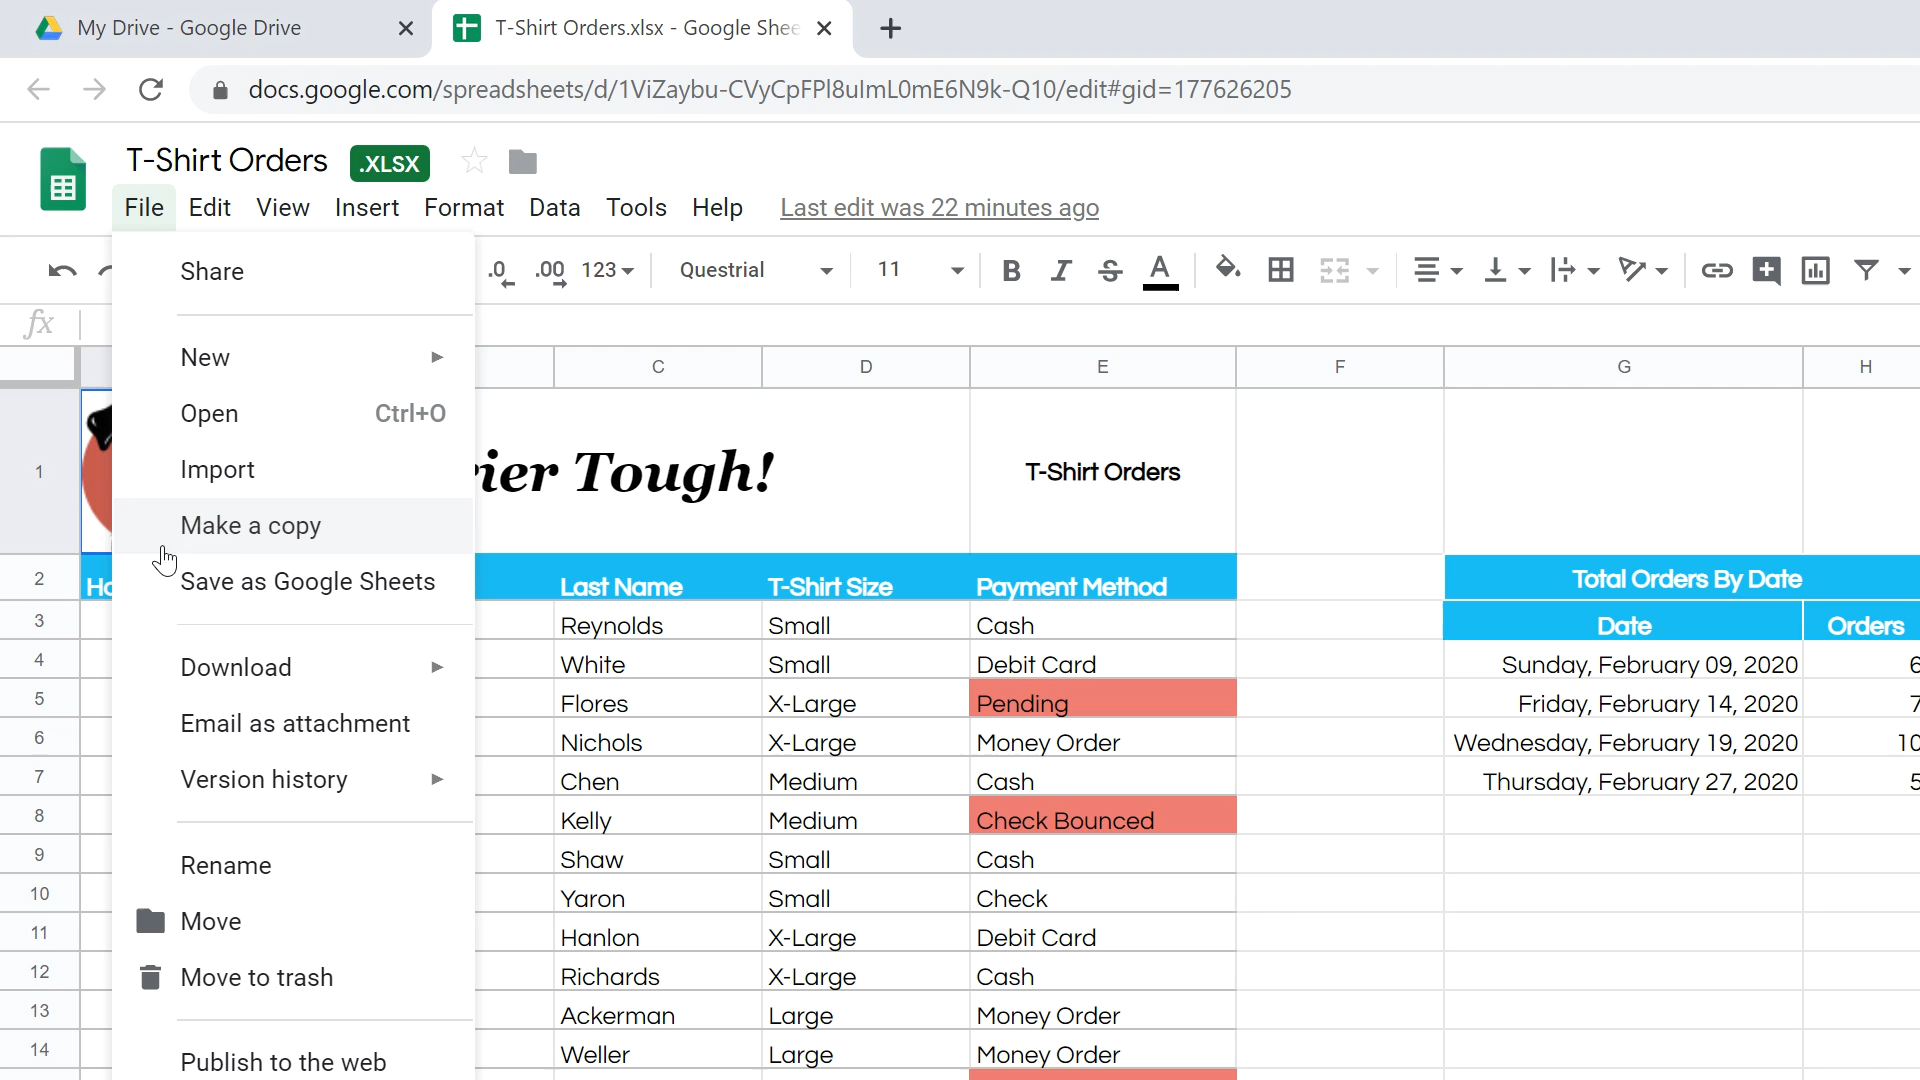 My Drive - Google Drive
T-Shirt Orders.xlsx - Google Shee
docs.google.com/spreadsheets/d/1ViZaybu-CVyCpFPl8ulmL0mE6N9k-Q10/edit#gid=177626205
T-Shirt Orders .XLSX
File Edit View Insert Format Data Tools Help Last edit was 22 minutes ago
.0 .00 123 Questrial 11 B I S A
fx
C D E F G H
Share
New
Open Ctrl+O
Import
Make a copy
Save as Google Sheets
Download
Email as attachment
Version history
Rename
Move
Move to trash
Publish to the web
1 rier Tough! T-Shirt Orders
2 Ho Last Name T-Shirt Size Payment Method Total Orders By Date
3 Reynolds Small Cash Date Orders
4 White Small Debit Card Sunday, February 09, 2020 6
5 Flores X-Large Pending Friday, February 14, 2020 7
6 Nichols X-Large Money Order Wednesday, February 19, 2020 10
7 Chen Medium Cash Thursday, February 27, 2020 5
8 Kelly Medium Check Bounced
9 Shaw Small Cash
10 Yaron Small Check
11 Hanlon X-Large Debit Card
12 Richards X-Large Cash
13 Ackerman Large Money Order
14 Weller Large Money Order